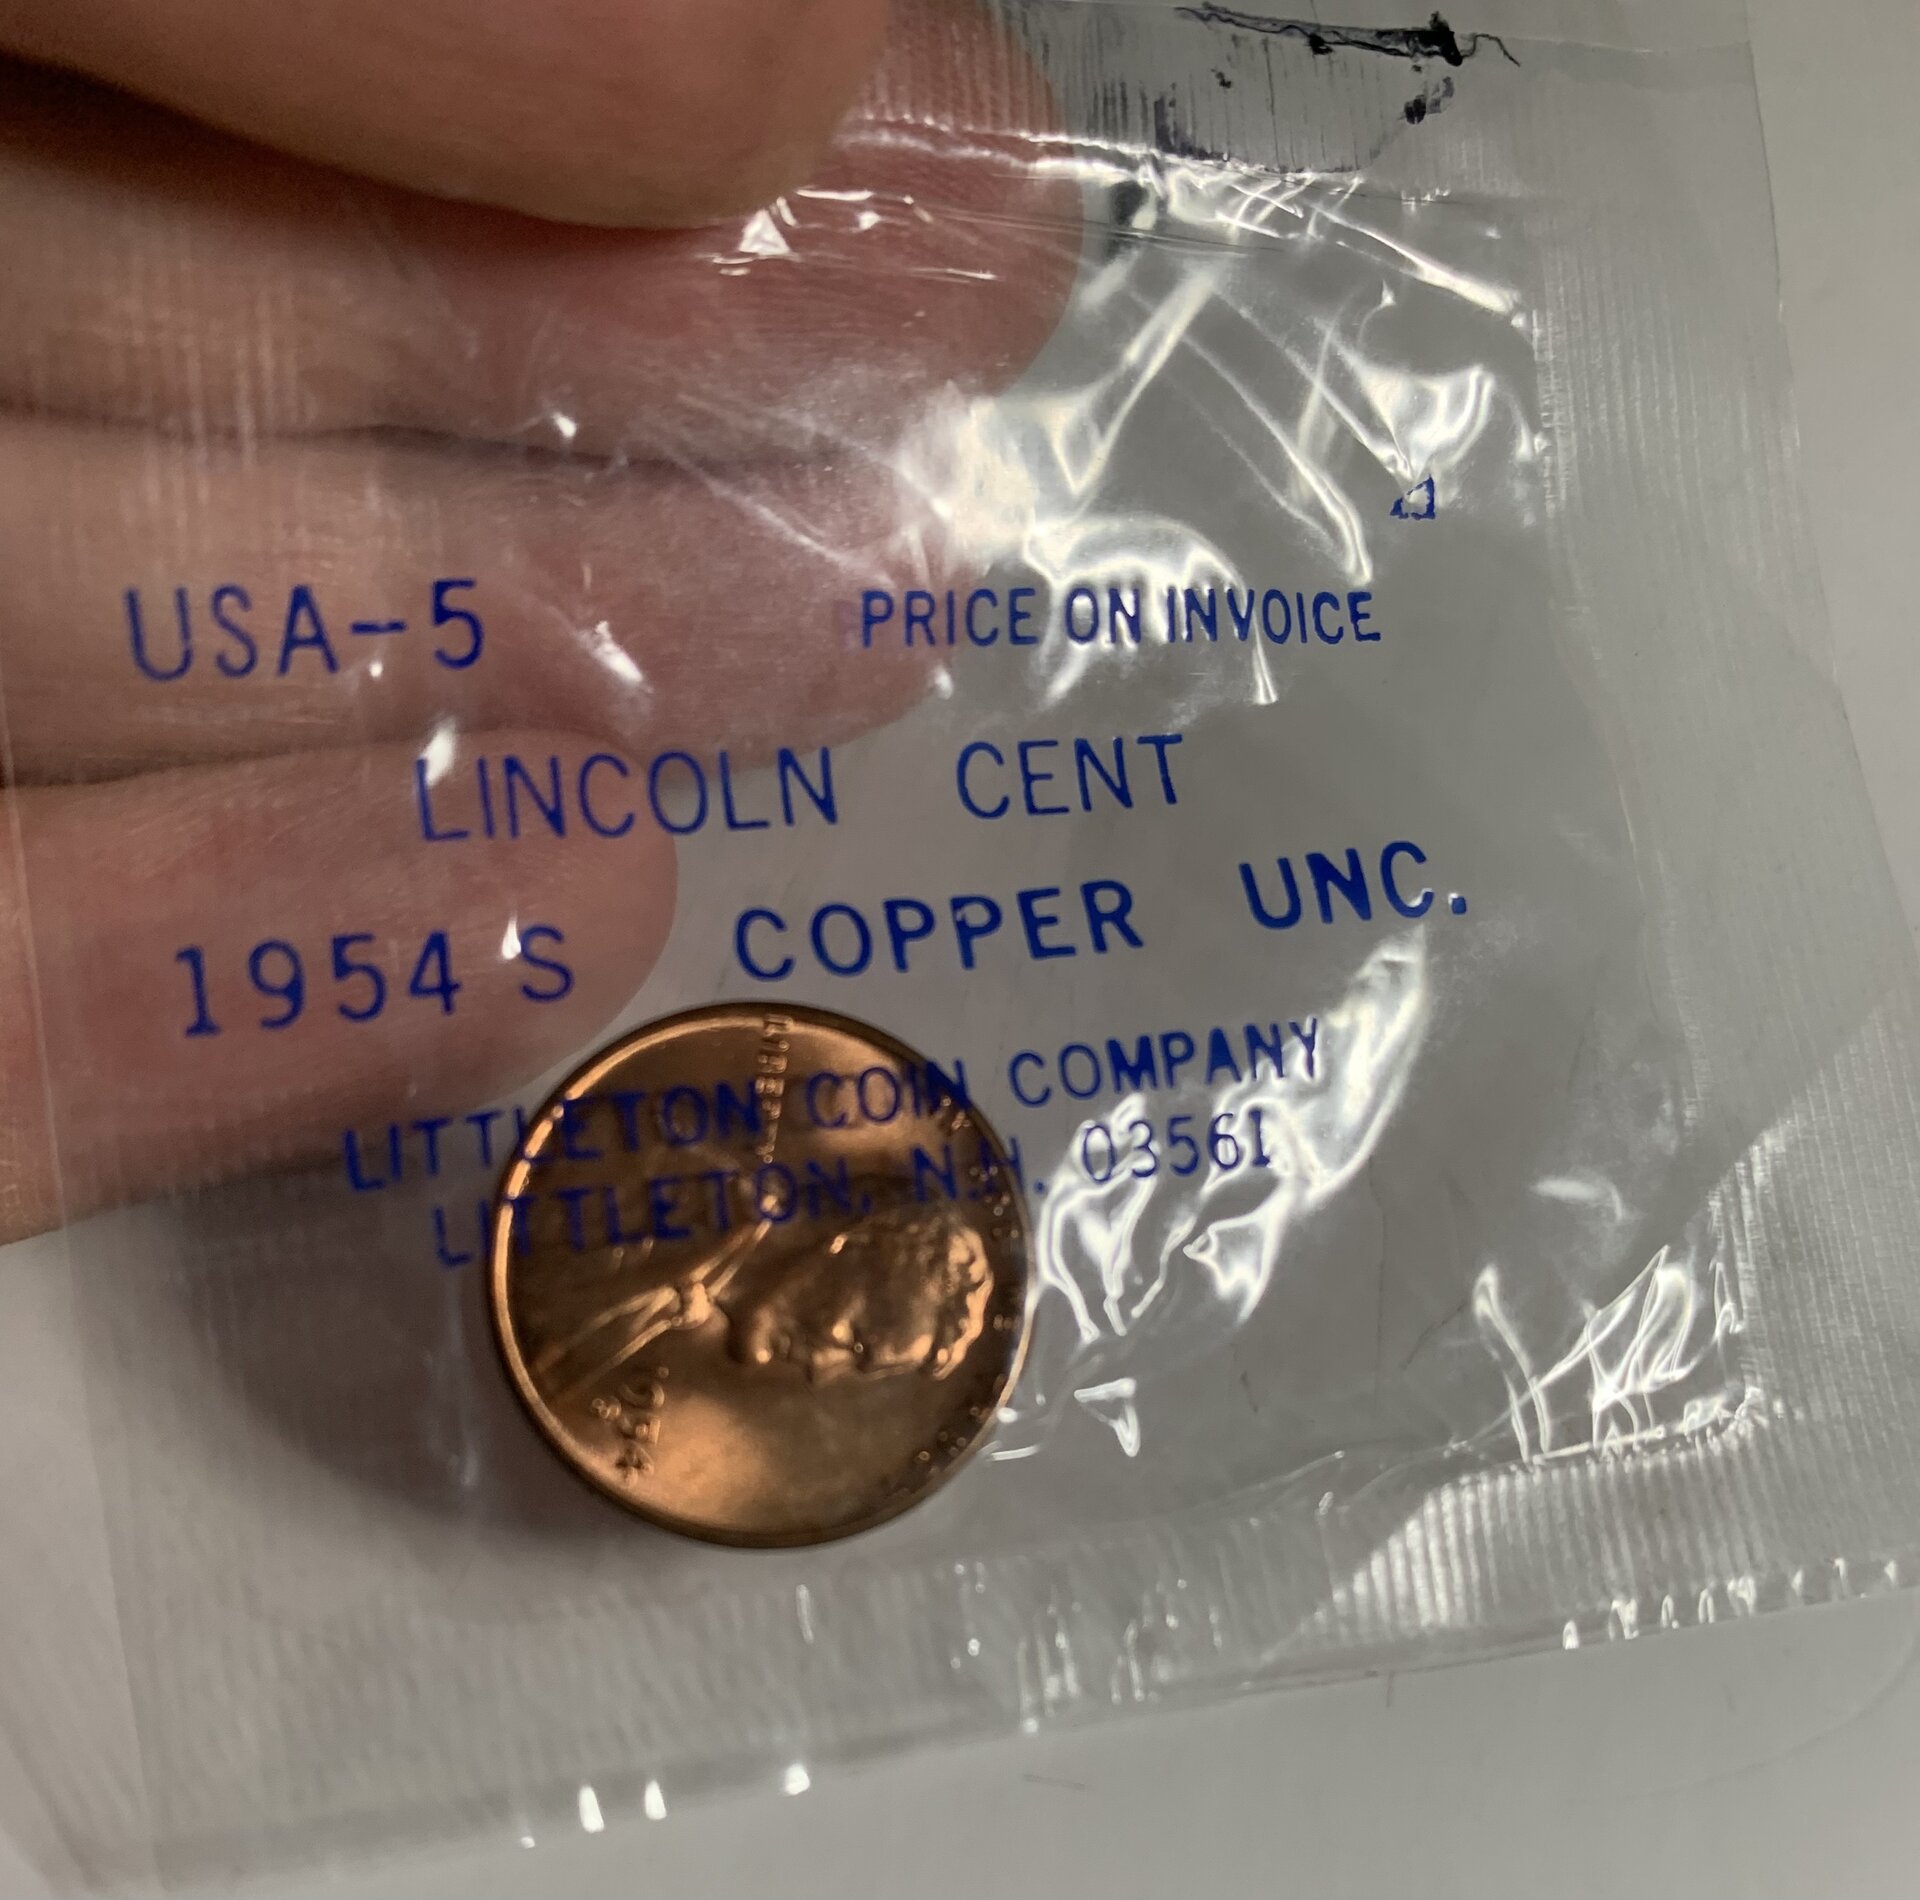 USA-5 PRICE ON INVOICE
LINCOLN CENT
1954 S COPPER UNC.
LITTLETON COIN COMPANY
LITTLETON, N.H. 03561
LIBERTY
1954
S